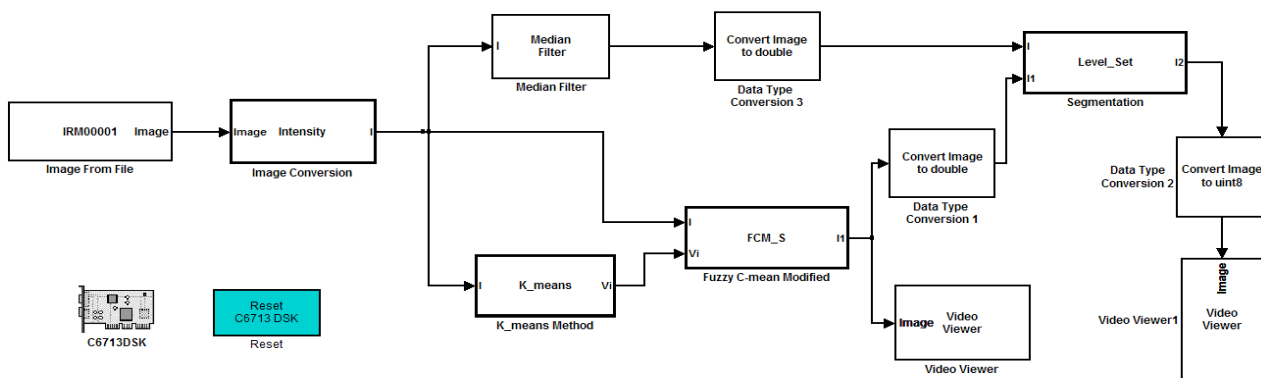 IRM00001 Image
Image From File
Image Intensity I
Image Conversion
I Median
Filter
Median Filter
Convert Image
to double
Data Type
Conversion 3
I
I1
Level_Set
I2
Segmentation
Convert Image
to double
Data Type
Conversion 1
Data Type
Conversion 2
Convert Image
to uint8
I
Vi
FCM_S
I1
Fuzzy C-mean Modified
I K_means Vi
K_means Method
Image Video
Viewer
Video Viewer
Image
Video
Viewer
Video Viewer1
C6713DSK
Reset
C6713 DSK
Reset